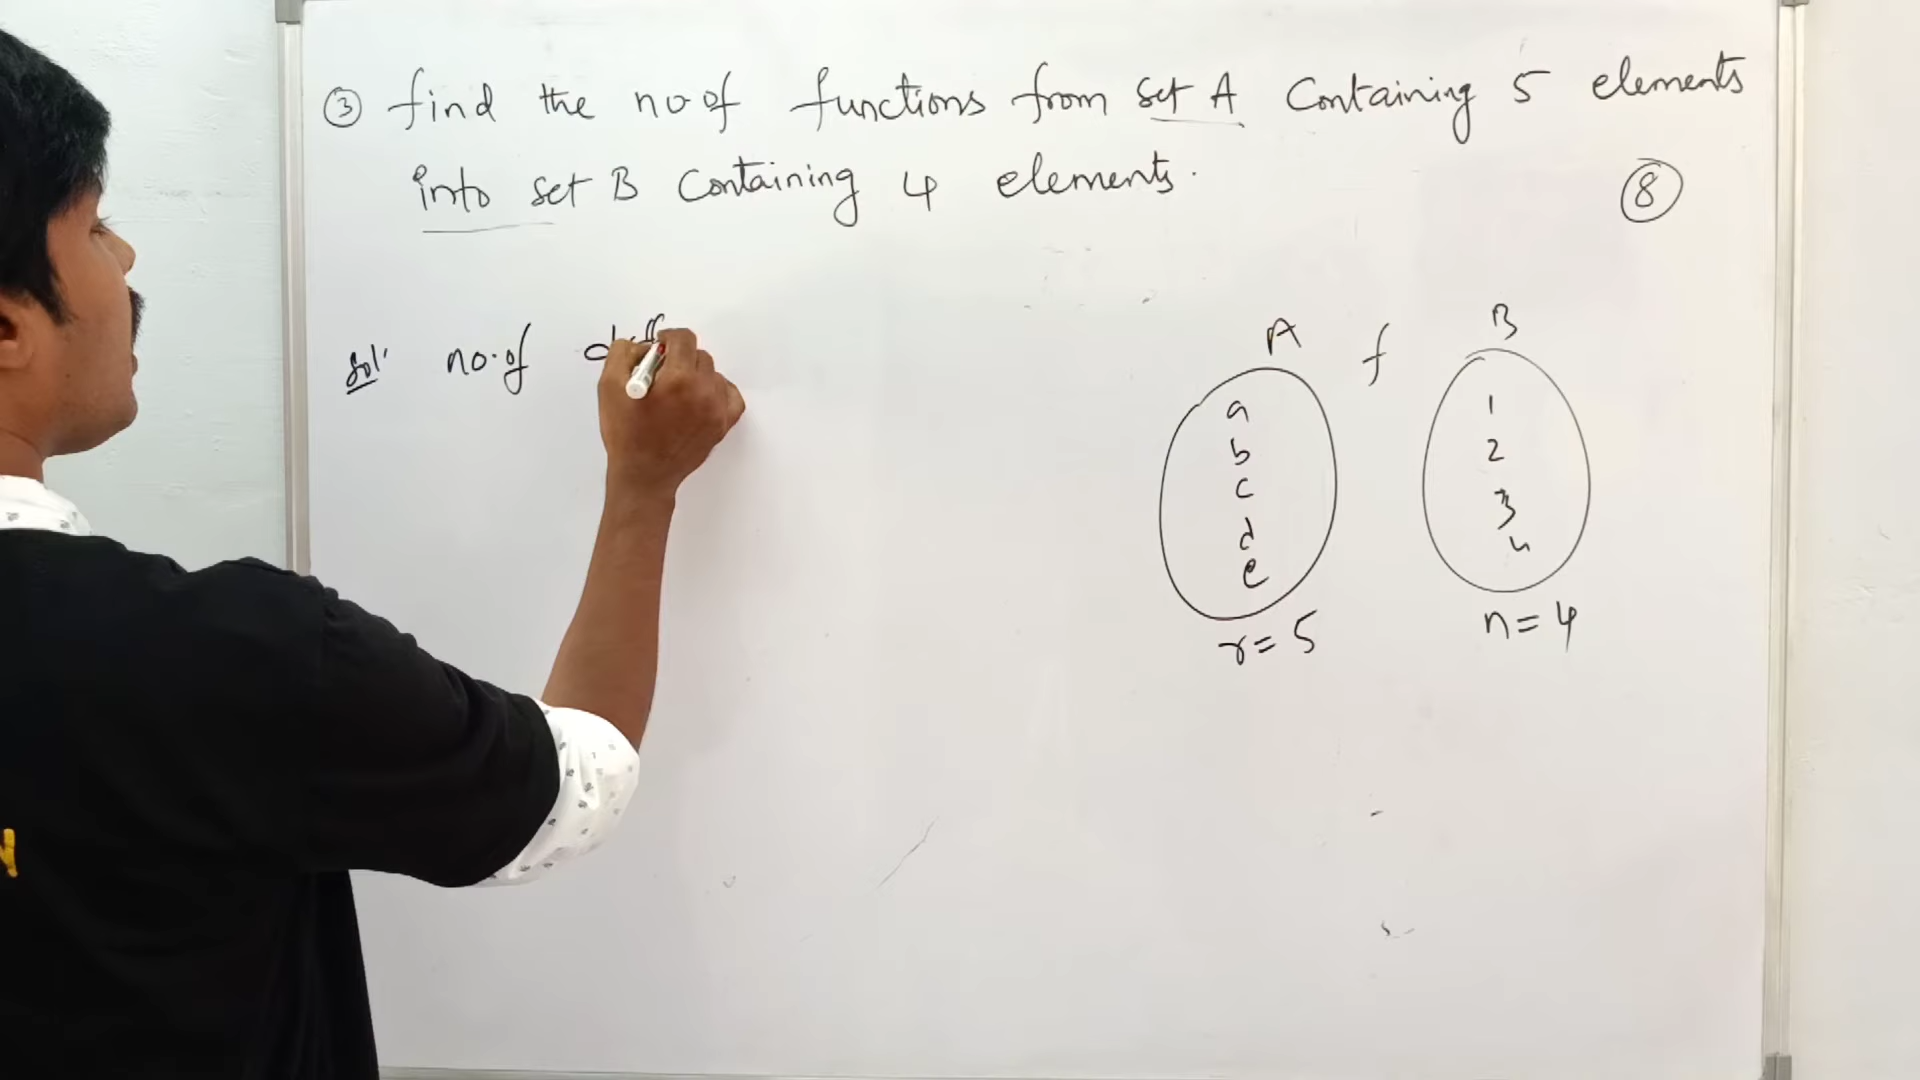 ③ find the no of functions from set A containing 5 elements
into set B containing 4 elements.
⑧
Sol: no. of diff
A f B
a
b
c
d
e
1
2
3
4
r = 5
n = 4